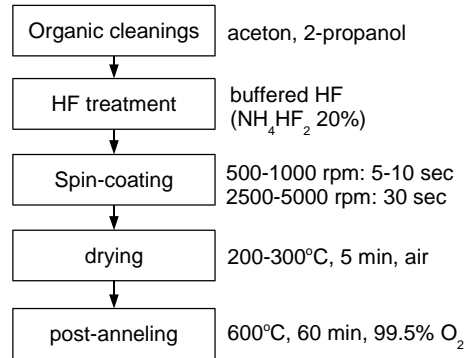 Organic cleanings aceton, 2-propanol
HF treatment buffered HF
(NH₄HF₂ 20%)
Spin-coating 500-1000 rpm: 5-10 sec
2500-5000 rpm: 30 sec
drying 200-300°C, 5 min, air
post-anneling 600°C, 60 min, 99.5% O₂